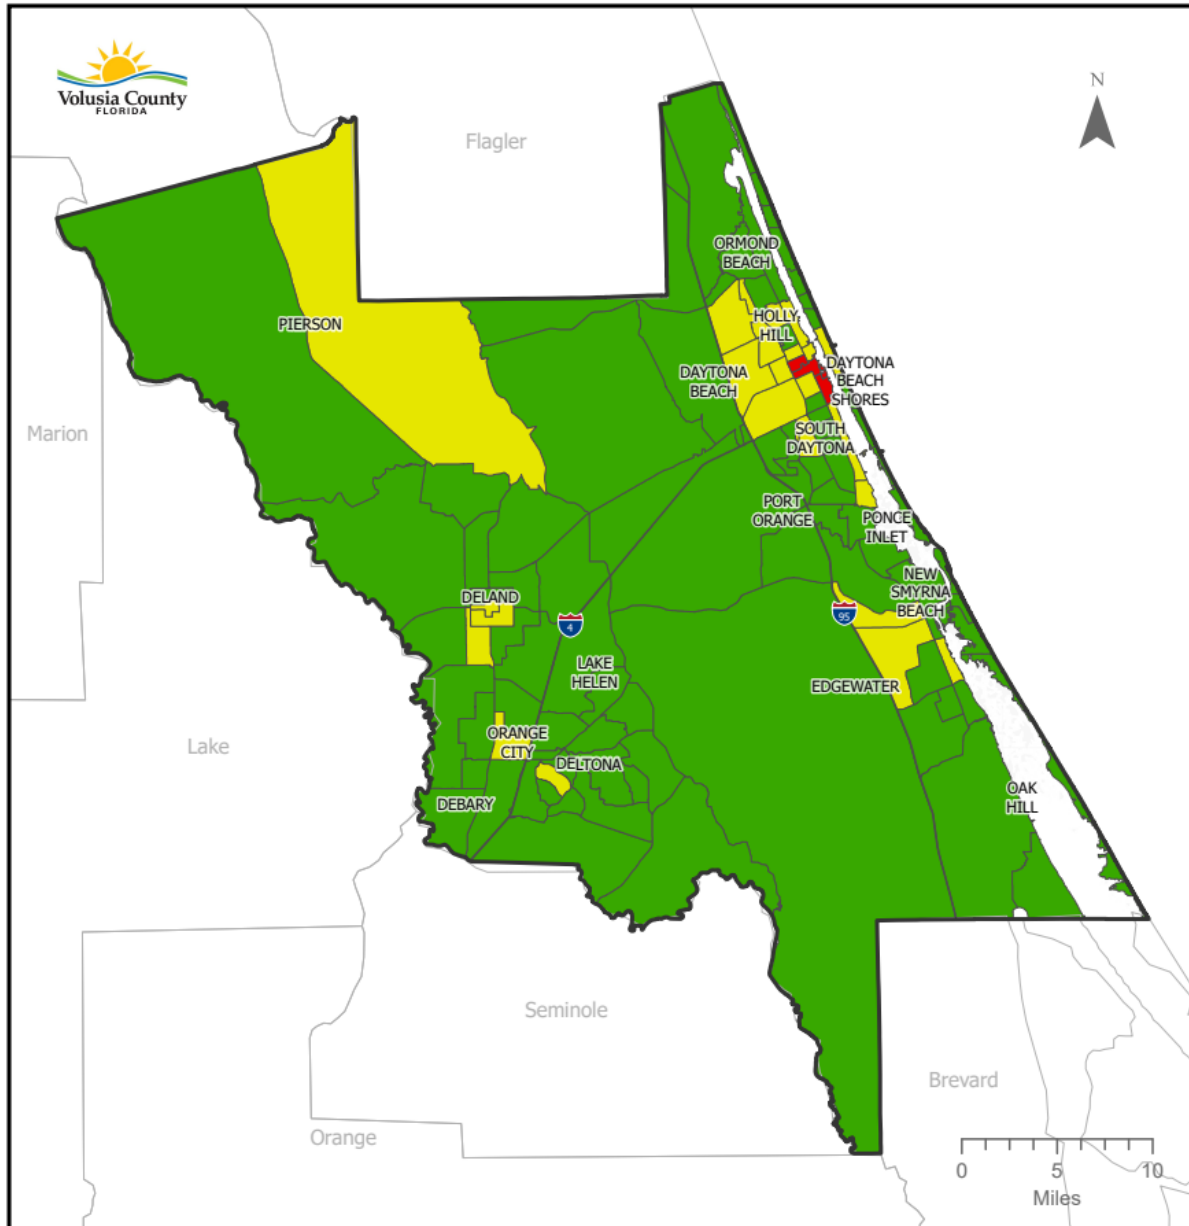 Volusia County
FLORIDA
N
Flagler
ORMOND
BEACH
PIERSON
HOLLY
HILL
DAYTONA
BEACH
SHORES
DAYTONA
BEACH
Marion
SOUTH
DAYTONA
PORT
ORANGE
PONCE
INLET
NEW
SMYRNA
BEACH
DELAND
4
95
LAKE
HELEN
EDGEWATER
Lake
ORANGE
CITY
DELTONA
DEBARY
OAK
HILL
Seminole
Brevard
Orange
0 5 10
Miles